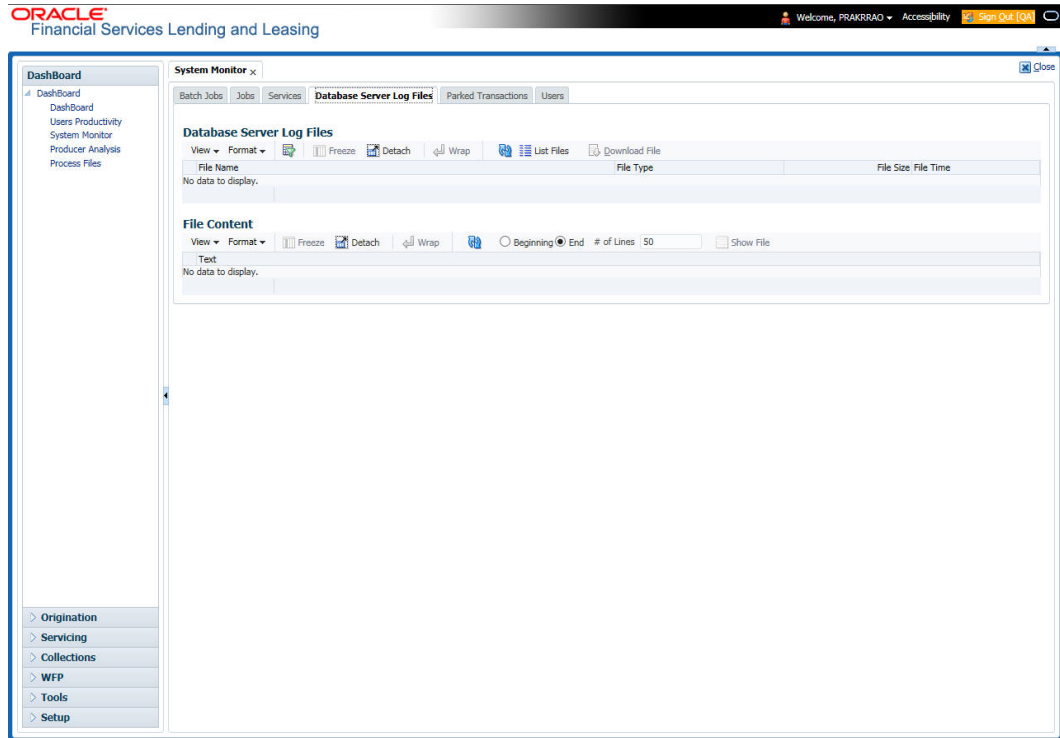 ORACLE
Financial Services Lending and Leasing
Welcome, PRAKRRAO Accessibility Sign Out [QA]
Close
DashBoard
DashBoard
DashBoard
Users Productivity
System Monitor
Producer Analysis
Process Files
Origination
Servicing
Collections
WFP
Tools
Setup
System Monitor
Batch Jobs Jobs Services Database Server Log Files Parked Transactions Users
Database Server Log Files
View Format Freeze Detach Wrap List Files Download File
File Name File Type File Size File Time
No data to display.
File Content
View Format Freeze Detach Wrap Beginning End # of Lines 50 Show File
Text
No data to display.